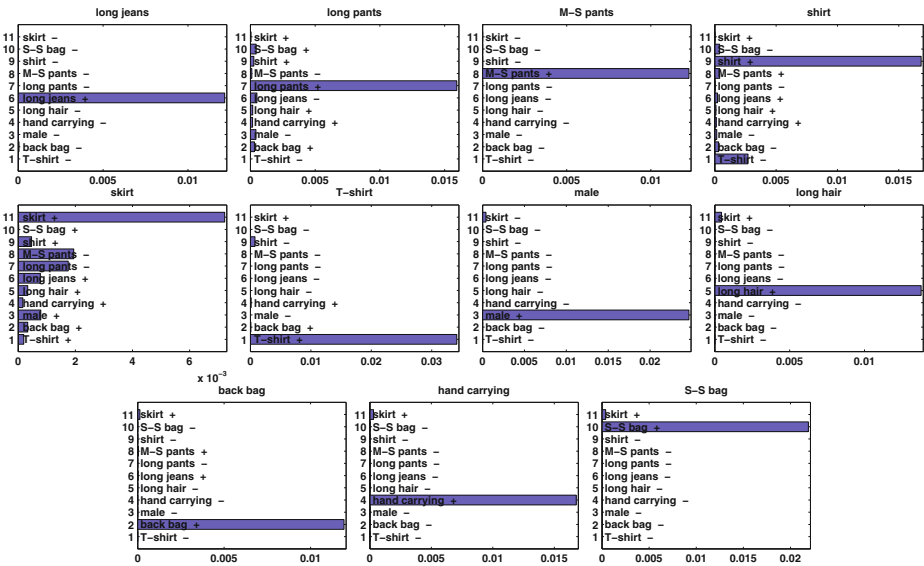 long jeans
11 skirt −
10 S−S bag −
9 shirt −
8 M−S pants −
7 long pants −
6 long jeans +
5 long hair −
4 hand carrying −
3 male −
2 back bag −
1 T−shirt −
0 0.005 0.01
long pants
11 skirt +
10 S−S bag +
9 shirt +
8 M−S pants −
7 long pants +
6 long jeans −
5 long hair +
4 hand carrying +
3 male −
2 back bag +
1 T−shirt −
0 0.005 0.01 0.015
M−S pants
11 skirt −
10 S−S bag −
9 shirt −
8 M−S pants +
7 long pants −
6 long jeans −
5 long hair −
4 hand carrying −
3 male −
2 back bag −
1 T−shirt −
0 0.005 0.01
shirt
11 skirt +
10 S−S bag −
9 shirt +
8 M−S pants +
7 long pants −
6 long jeans +
5 long hair +
4 hand carrying +
3 male −
2 back bag −
1 T−shirt −
0 0.005 0.01 0.015
skirt
11 skirt +
10 S−S bag +
9 shirt +
8 M−S pants −
7 long pants −
6 long jeans +
5 long hair +
4 hand carrying +
3 male +
2 back bag +
1 T−shirt +
0 2 4 6
x 10⁻³
T−shirt
11 skirt +
10 S−S bag −
9 shirt −
8 M−S pants −
7 long pants −
6 long jeans −
5 long hair −
4 hand carrying +
3 male −
2 back bag +
1 T−shirt +
0 0.01 0.02 0.03
male
11 skirt −
10 S−S bag −
9 shirt −
8 M−S pants −
7 long pants −
6 long jeans −
5 long hair −
4 hand carrying −
3 male +
2 back bag −
1 T−shirt −
0 0.005 0.01 0.015 0.02
long hair
11 skirt +
10 S−S bag −
9 shirt −
8 M−S pants −
7 long pants −
6 long jeans −
5 long hair +
4 hand carrying −
3 male −
2 back bag −
1 T−shirt −
0 0.005 0.01
back bag
11 skirt +
10 S−S bag −
9 shirt −
8 M−S pants +
7 long pants −
6 long jeans +
5 long hair −
4 hand carrying −
3 male −
2 back bag +
1 T−shirt −
0 0.005 0.01
hand carrying
11 skirt +
10 S−S bag −
9 shirt −
8 M−S pants −
7 long pants −
6 long jeans −
5 long hair −
4 hand carrying +
3 male −
2 back bag −
1 T−shirt −
0 0.005 0.01 0.015
S−S bag
11 skirt +
10 S−S bag +
9 shirt −
8 M−S pants −
7 long pants −
6 long jeans −
5 long hair −
4 hand carrying −
3 male −
2 back bag −
1 T−shirt −
0 0.005 0.01 0.015 0.02